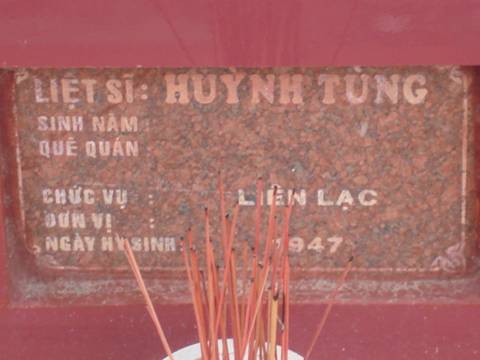 LIỆT SĨ: HUỲNH TÙNG
SINH NĂM
QUÊ QUÁN
CHỨC VỤ : LIÊN LẠC
ĐƠN VỊ :
NGÀY HY SINH: 1947